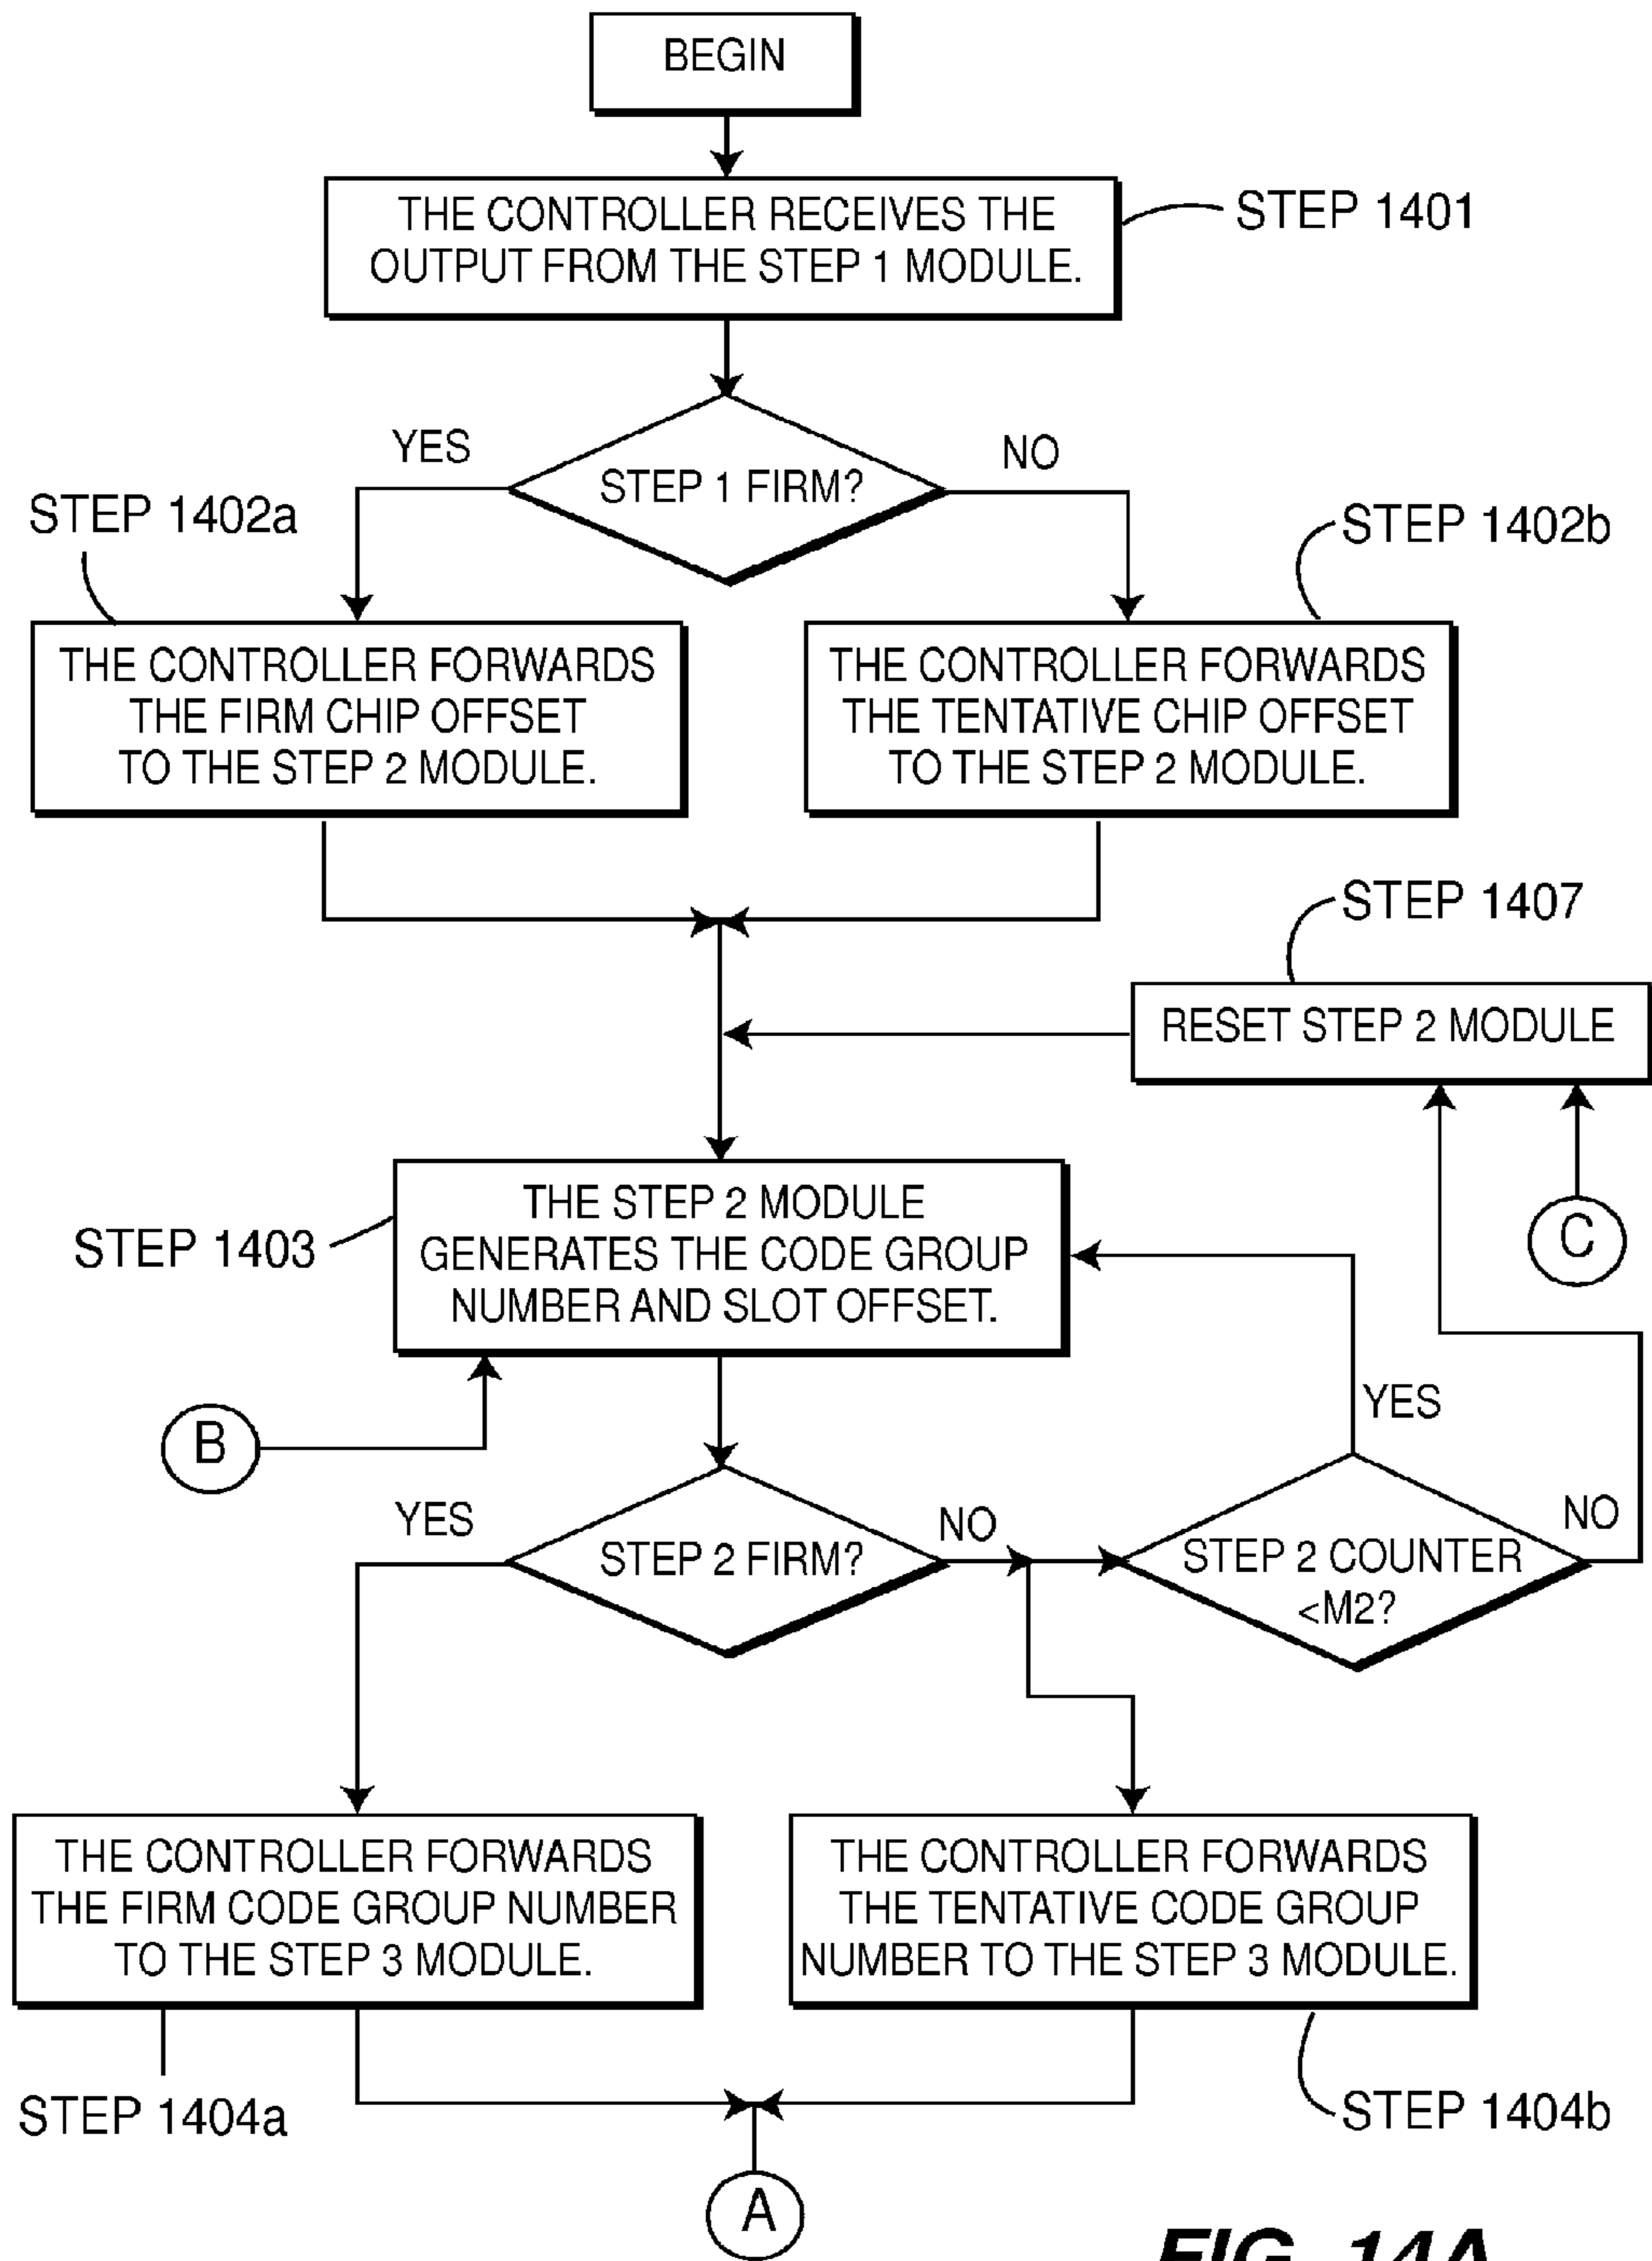 BEGIN
THE CONTROLLER RECEIVES THE
OUTPUT FROM THE STEP 1 MODULE.
STEP 1401
YES
STEP 1 FIRM?
NO
STEP 1402a
STEP 1402b
THE CONTROLLER FORWARDS
THE FIRM CHIP OFFSET
TO THE STEP 2 MODULE.
THE CONTROLLER FORWARDS
THE TENTATIVE CHIP OFFSET
TO THE STEP 2 MODULE.
STEP 1407
RESET STEP 2 MODULE
STEP 1403
THE STEP 2 MODULE
GENERATES THE CODE GROUP
NUMBER AND SLOT OFFSET.
C
B
YES
YES
STEP 2 FIRM?
NO
STEP 2 COUNTER
<M2?
NO
THE CONTROLLER FORWARDS
THE FIRM CODE GROUP NUMBER
TO THE STEP 3 MODULE.
THE CONTROLLER FORWARDS
THE TENTATIVE CODE GROUP
NUMBER TO THE STEP 3 MODULE.
STEP 1404a
STEP 1404b
A
FIG. 14A